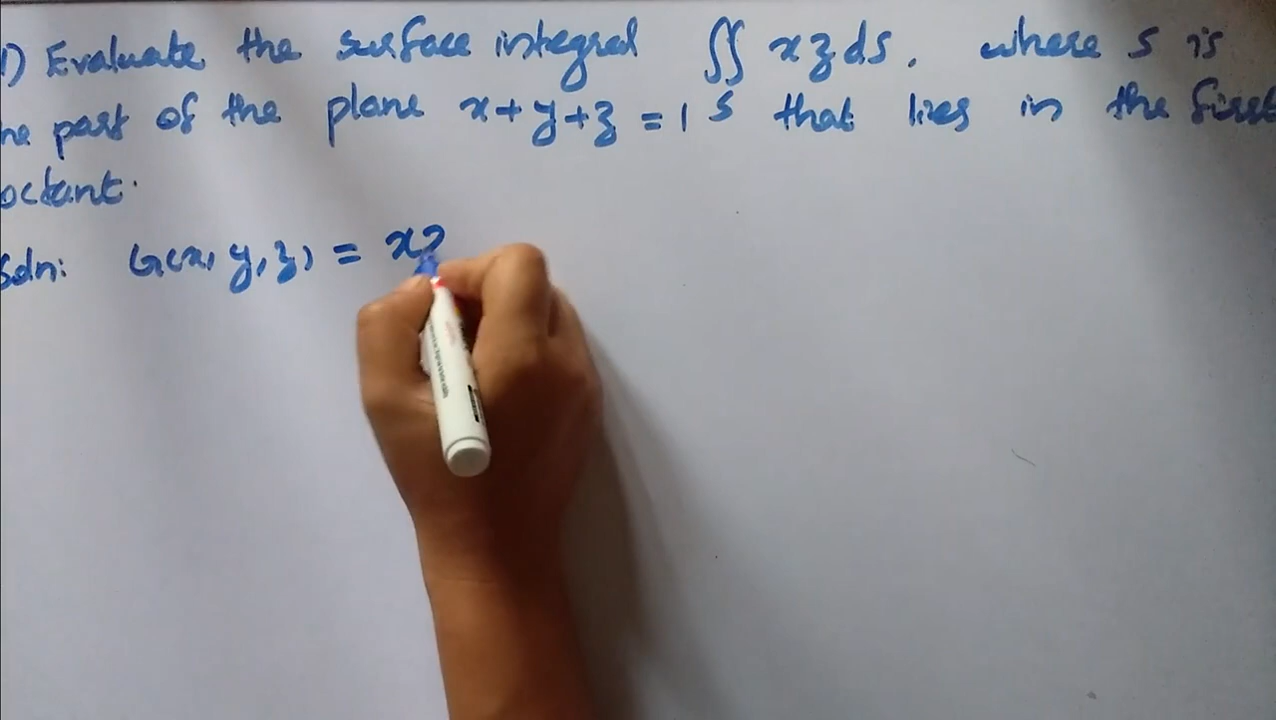 1) Evaluate the surface integral ∬ xz ds, where S is
he part of the plane x+y+z=1 S that lies in the first
octant.
Soln: G(x, y, z) = xz